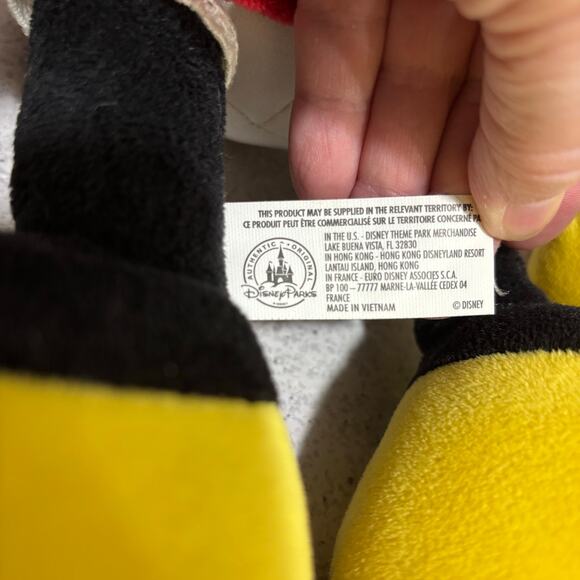 THIS PRODUCT MAY BE SUPPLIED IN THE RELEVANT TERRITORY BY:
CE PRODUIT PEUT ÊTRE COMMERCIALISÉ SUR LE TERRITOIRE CONCERNÉ PA
IN THE U.S. - DISNEY THEME PARK MERCHANDISE
LAKE BUENA VISTA, FL 32830
IN HONG KONG - HONG KONG DISNEYLAND RESORT
LANTAU ISLAND, HONG KONG
IN FRANCE - EURO DISNEY ASSOCIES S.C.A.
BP 100 – 77777 MARNE-LA-VALLÉE CEDEX 04
FRANCE
MADE IN VIETNAM
© DISNEY
AUTHENTIC • ORIGINAL
DISNEY PARKS